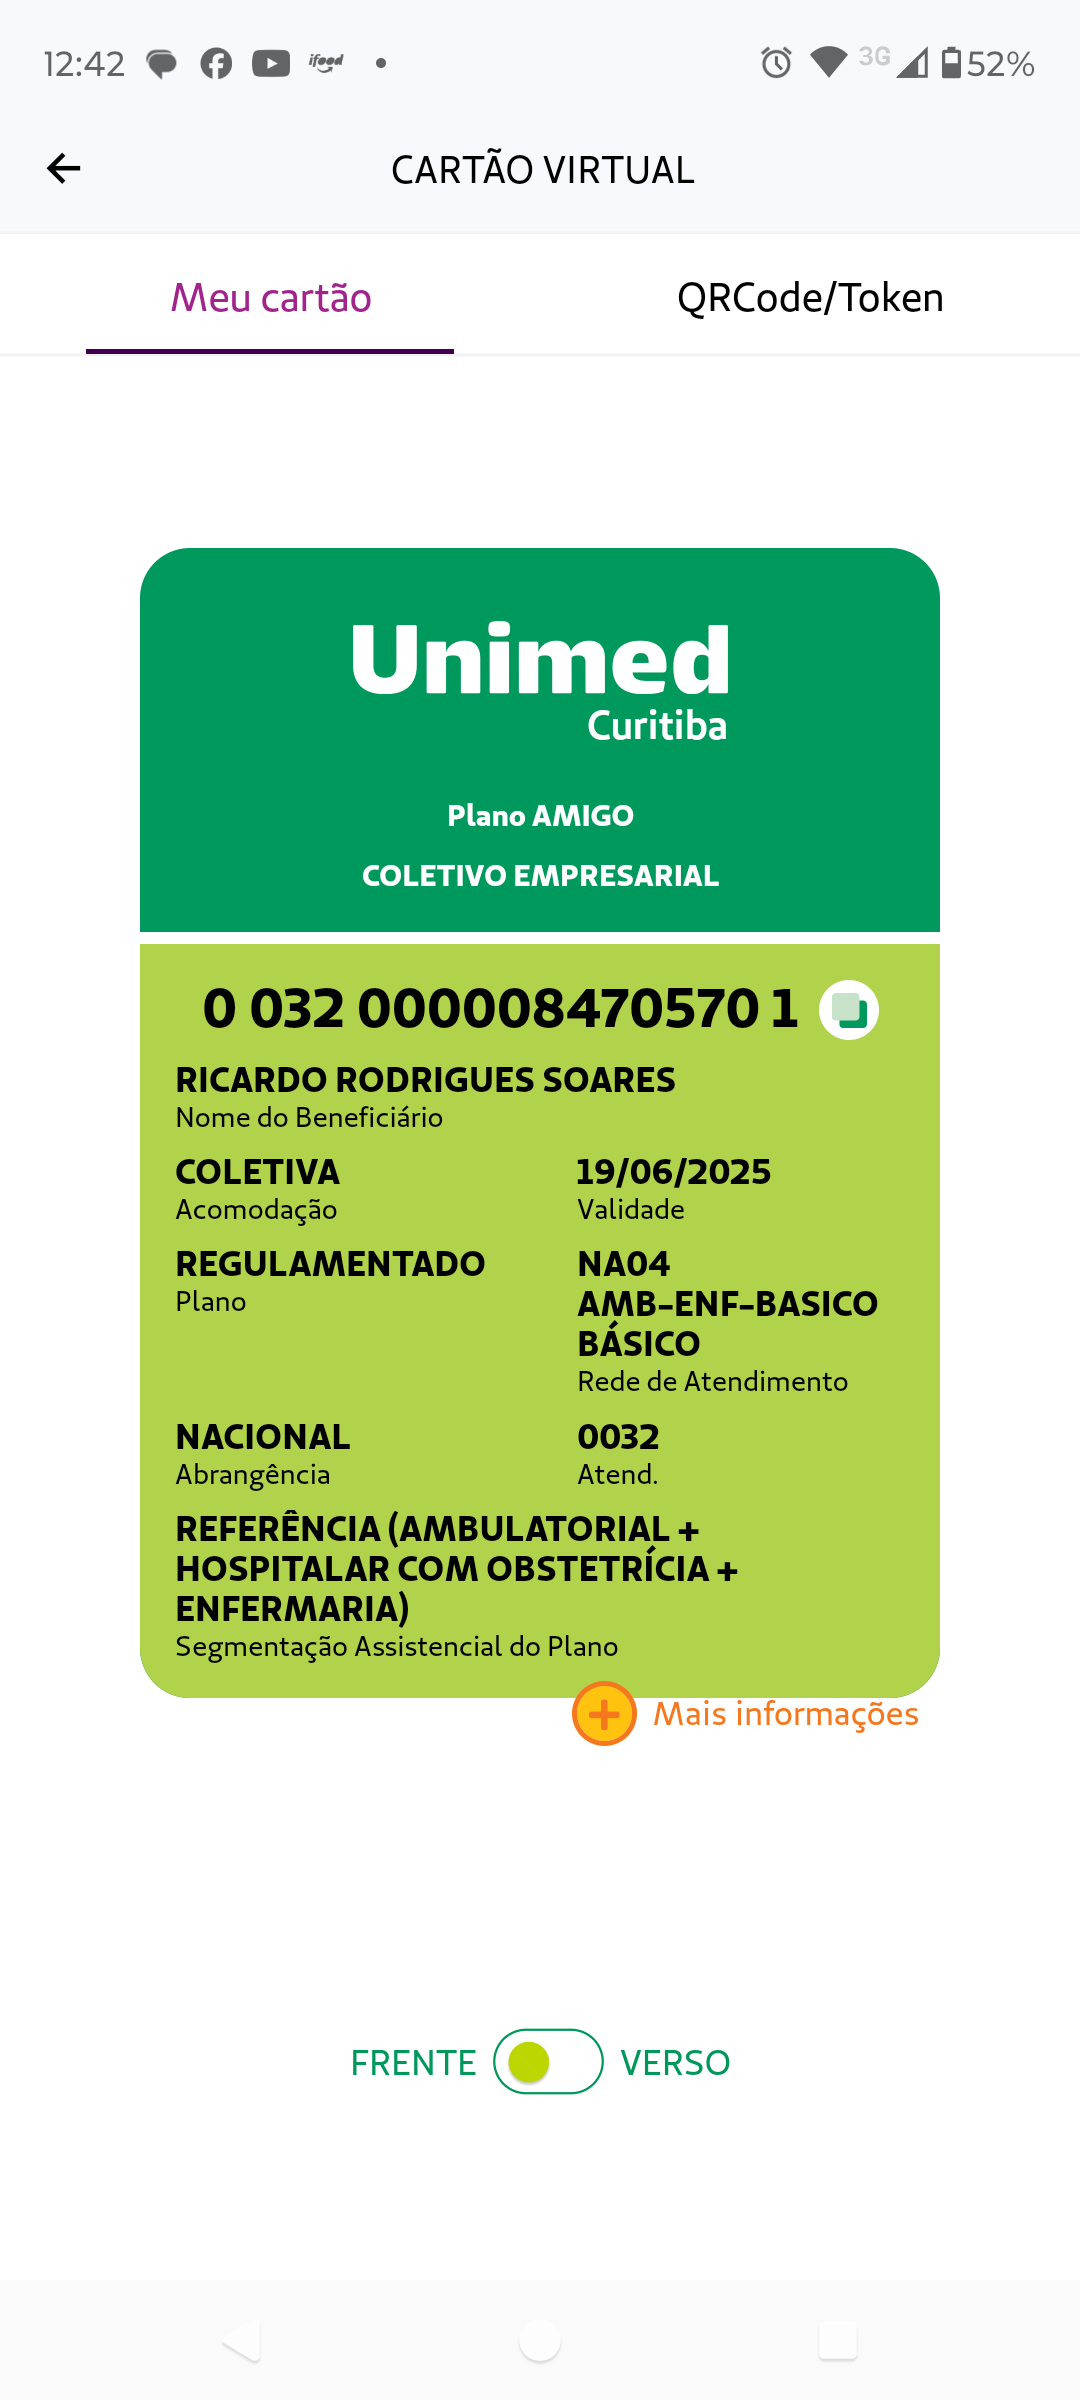 12:42
ifood
3G
52%
CARTÃO VIRTUAL
Meu cartão
QRCode/Token
Unimed
Curitiba
Plano AMIGO
COLETIVO EMPRESARIAL
0 032 000008470570 1
RICARDO RODRIGUES SOARES
Nome do Beneficiário
COLETIVA
Acomodação
19/06/2025
Validade
REGULAMENTADO
Plano
NA04
AMB-ENF-BASICO
BÁSICO
Rede de Atendimento
NACIONAL
Abrangência
0032
Atend.
REFERÊNCIA (AMBULATORIAL +
HOSPITALAR COM OBSTETRÍCIA +
ENFERMARIA)
Segmentação Assistencial do Plano
Mais informações
FRENTE
VERSO